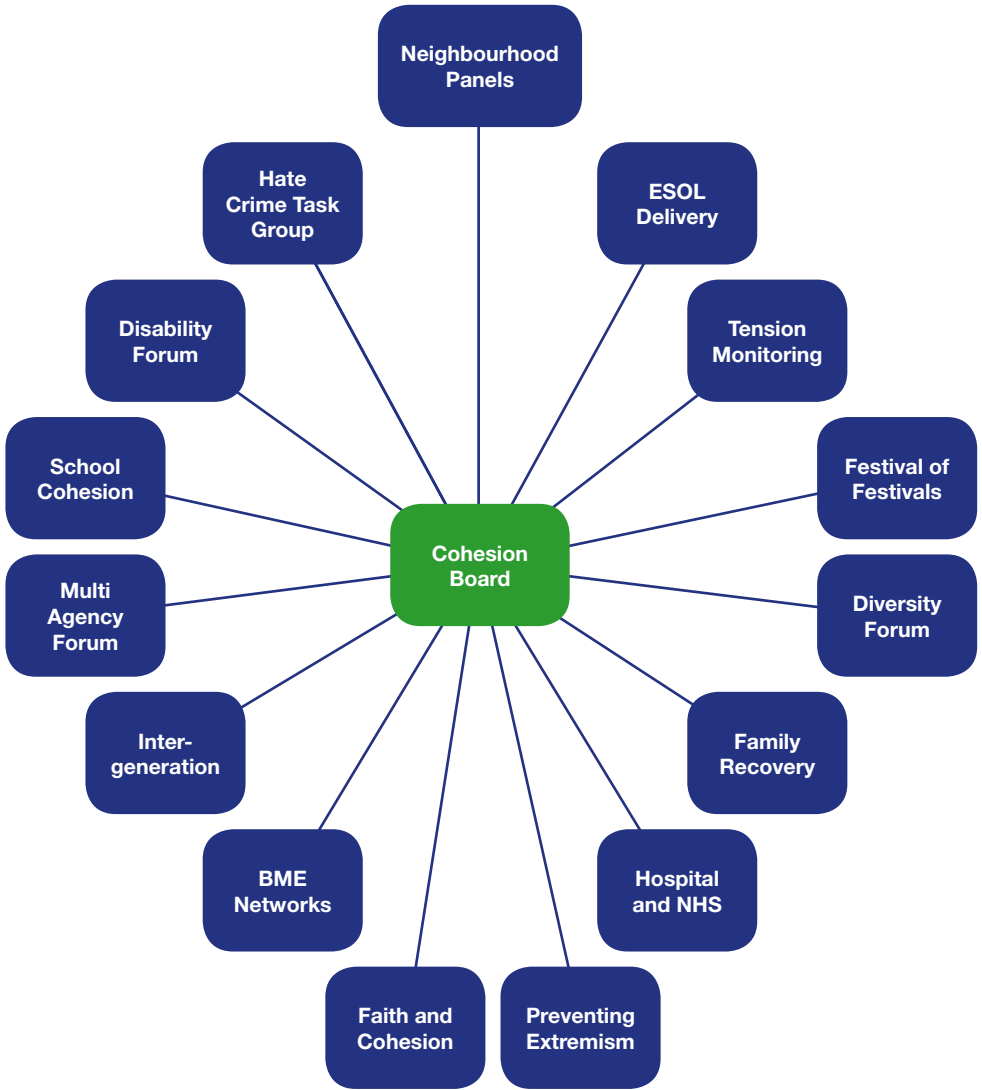 Neighbourhood
Panels
Hate
Crime Task
Group
ESOL
Delivery
Disability
Forum
Tension
Monitoring
School
Cohesion
Festival of
Festivals
Cohesion
Board
Multi
Agency
Forum
Diversity
Forum
Inter-
generation
Family
Recovery
BME
Networks
Hospital
and NHS
Faith and
Cohesion
Preventing
Extremism